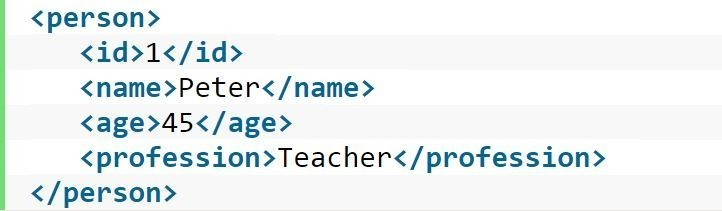 <person>
<id>1</id>
<name>Peter</name>
<age>45</age>
<profession>Teacher</profession>
</person>